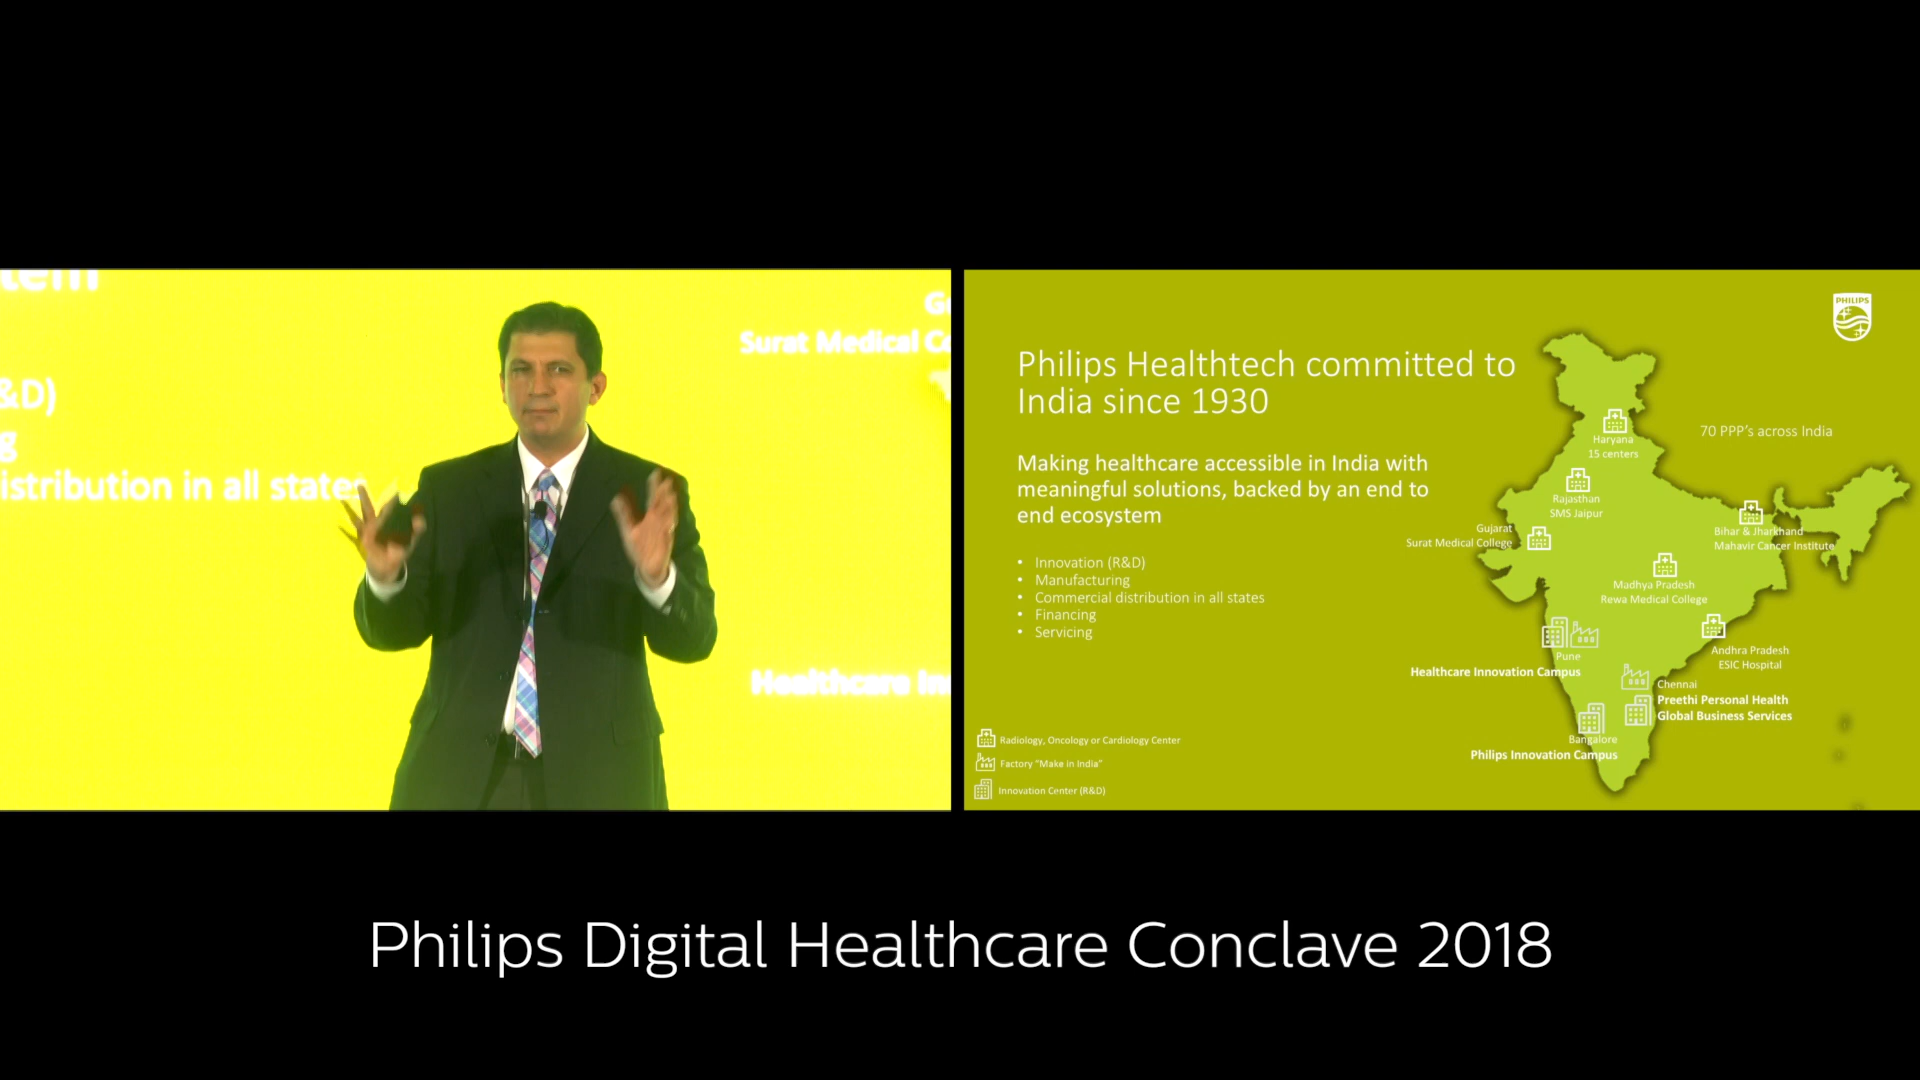 tem
&D)
g
istribution in all states
G
Surat Medical Co
Healthcare In
PHILIPS
Philips Healthtech committed to
India since 1930
Making healthcare accessible in India with
meaningful solutions, backed by an end to
end ecosystem
• Innovation (R&D)
• Manufacturing
• Commercial distribution in all states
• Financing
• Servicing
70 PPP's across India
Haryana
15 centers
Rajasthan
SMS Jaipur
Gujarat
Surat Medical College
Bihar & Jharkhand
Mahavir Cancer Institute
Madhya Pradesh
Rewa Medical College
Pune
Healthcare Innovation Campus
Andhra Pradesh
ESIC Hospital
Chennai
Preethi Personal Health
Global Business Services
Bangalore
Philips Innovation Campus
Radiology, Oncology or Cardiology Center
Factory "Make in India"
Innovation Center (R&D)
Philips Digital Healthcare Conclave 2018